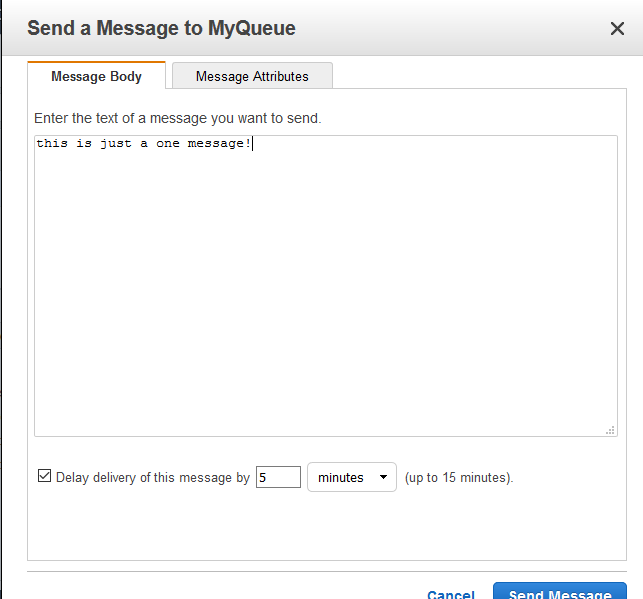 Send a Message to MyQueue
Message Body Message Attributes
Enter the text of a message you want to send.
this is just a one message!
Delay delivery of this message by 5 minutes (up to 15 minutes).
Cancel Send Message